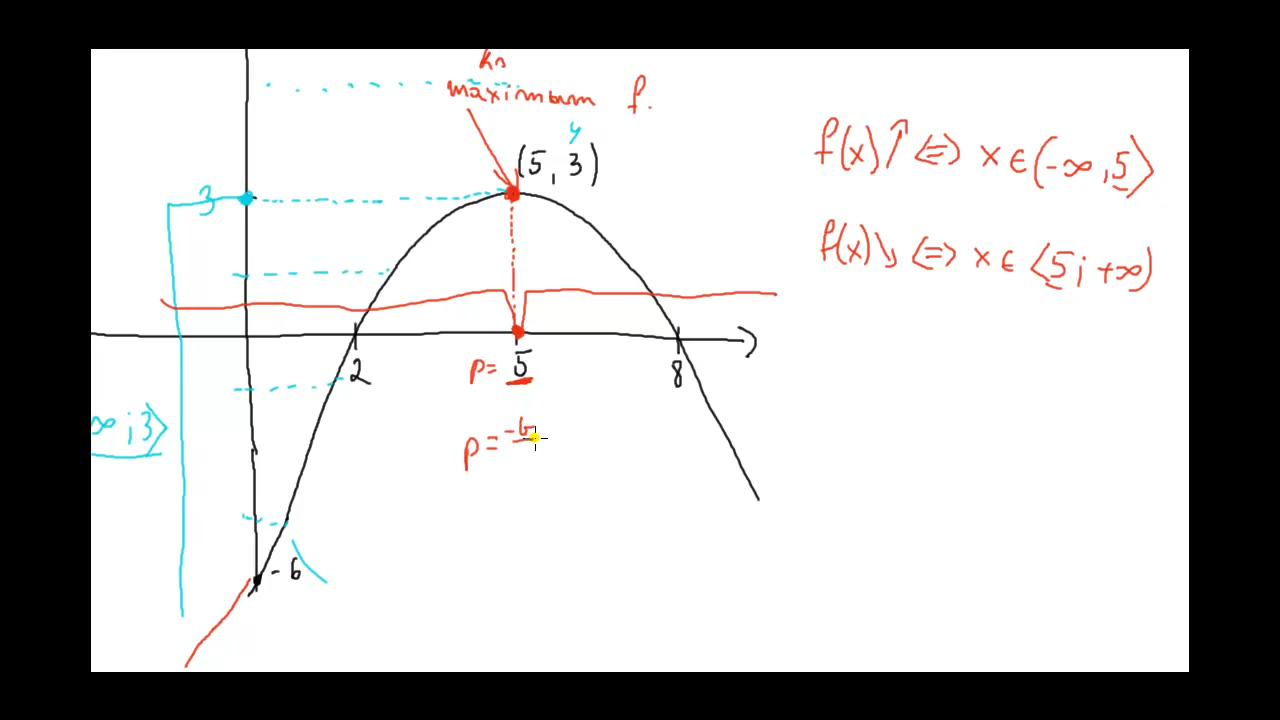 maximum f.
y
(5, 3)
3
f(x)↗ ⇔ x ∈ (-∞, 5⟩
f(x)↘ ⇔ x ∈ ⟨5; +∞)
2
p = 5
8
∞ ; 3⟩
p = -b
-6